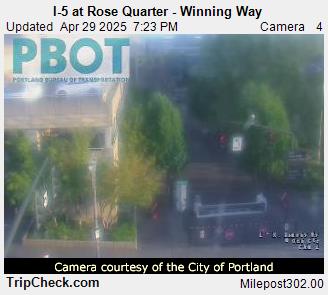 I-5 at Rose Quarter - Winning Way
Updated Apr 29 2025 7:23 PM Camera 4
PBOT
PORTLAND BUREAU OF TRANSPORTATION
Camera courtesy of the City of Portland
TripCheck.com Milepost302.00